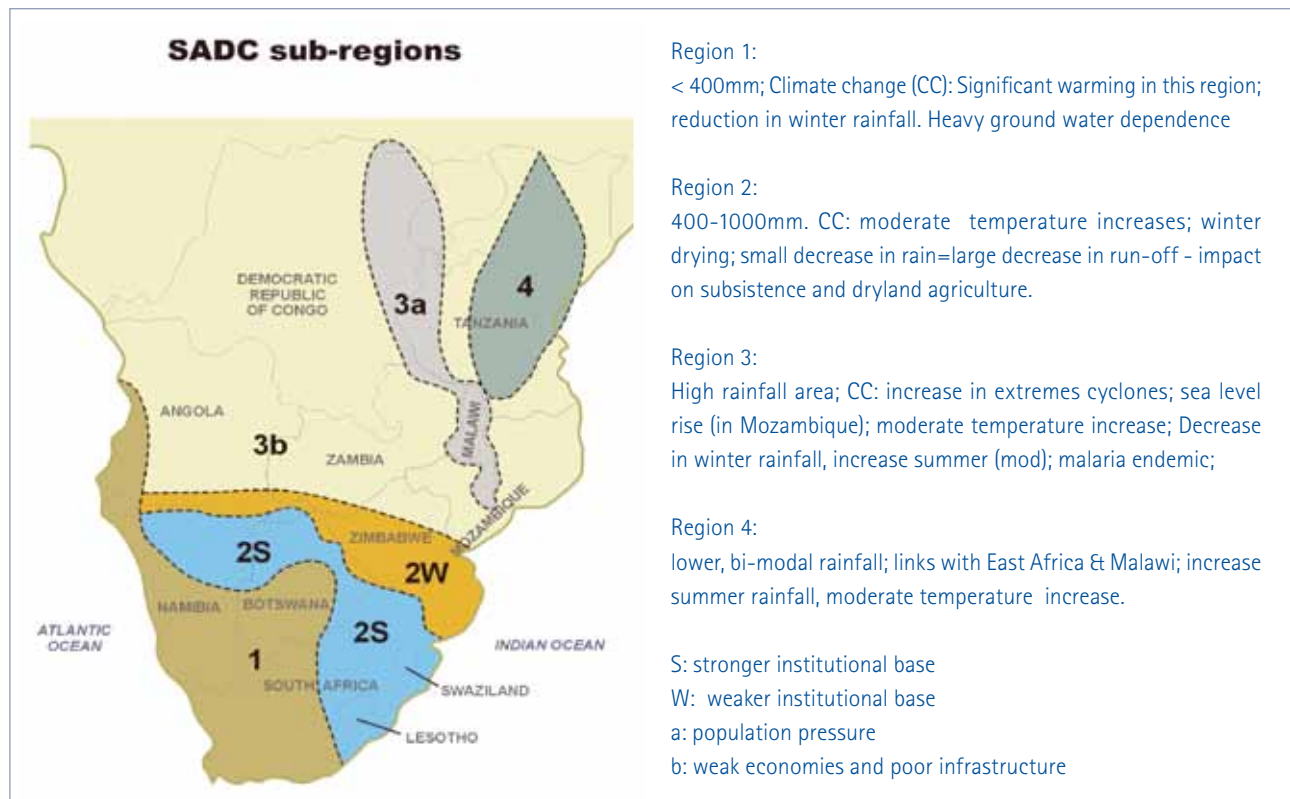 SADC sub-regions
DEMOCRATIC
REPUBLIC
OF CONGO
3a
4
TANZANIA
ANGOLA
3b
ZAMBIA
MALAWI
MOZAMBIQUE
ZIMBABWE
2S
2W
NAMIBIA
BOTSWANA
2S
ATLANTIC
OCEAN
INDIAN OCEAN
1
SOUTH AFRICA
SWAZILAND
LESOTHO
Region 1:
< 400mm; Climate change (CC): Significant warming in this region;
reduction in winter rainfall. Heavy ground water dependence
Region 2:
400-1000mm. CC: moderate temperature increases; winter
drying; small decrease in rain=large decrease in run-off - impact
on subsistence and dryland agriculture.
Region 3:
High rainfall area; CC: increase in extremes cyclones; sea level
rise (in Mozambique); moderate temperature increase; Decrease
in winter rainfall, increase summer (mod); malaria endemic;
Region 4:
lower, bi-modal rainfall; links with East Africa & Malawi; increase
summer rainfall, moderate temperature increase.
S: stronger institutional base
W: weaker institutional base
a: population pressure
b: weak economies and poor infrastructure